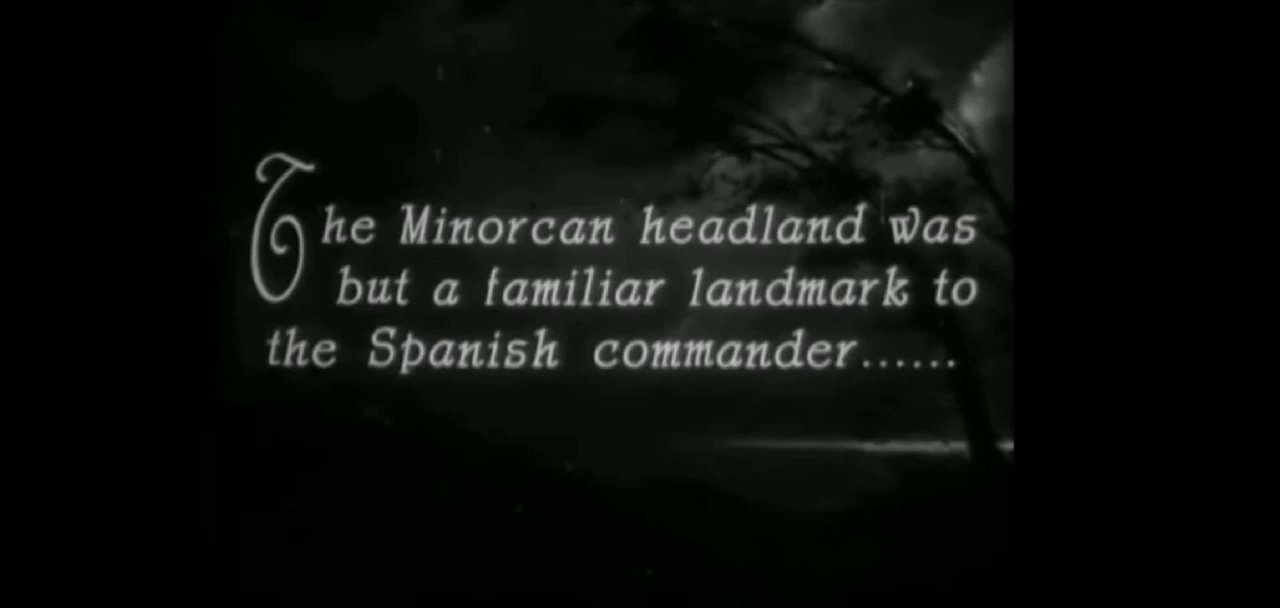 The Minorcan headland was
but a familiar landmark to
the Spanish commander......